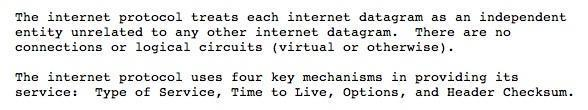 The internet protocol treats each internet datagram as an independent
entity unrelated to any other internet datagram.  There are no
connections or logical circuits (virtual or otherwise).

The internet protocol uses four key mechanisms in providing its
service:  Type of Service, Time to Live, Options, and Header Checksum.